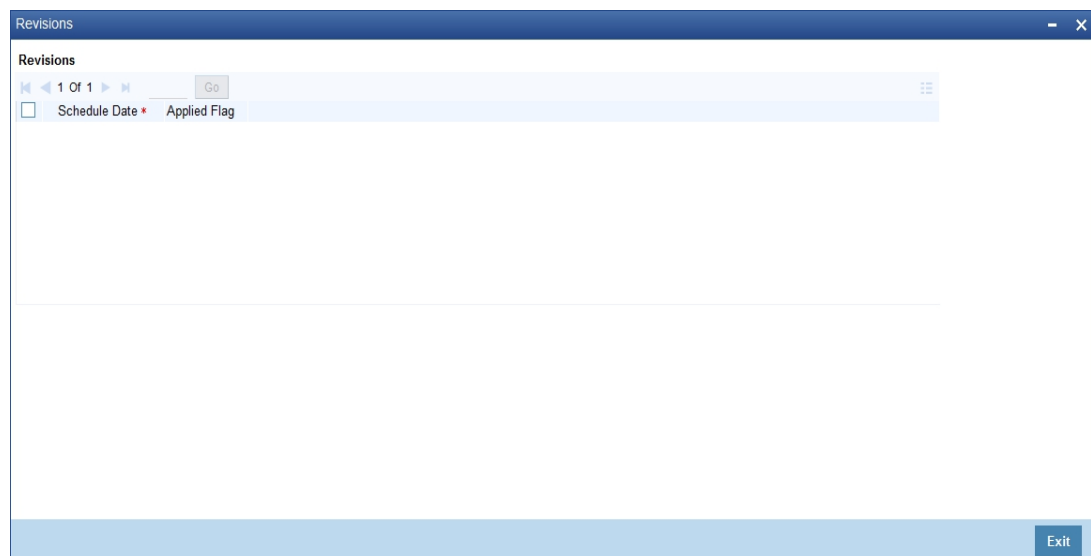 Revisions
Revisions
1 Of 1 Go
Schedule Date * Applied Flag
Exit